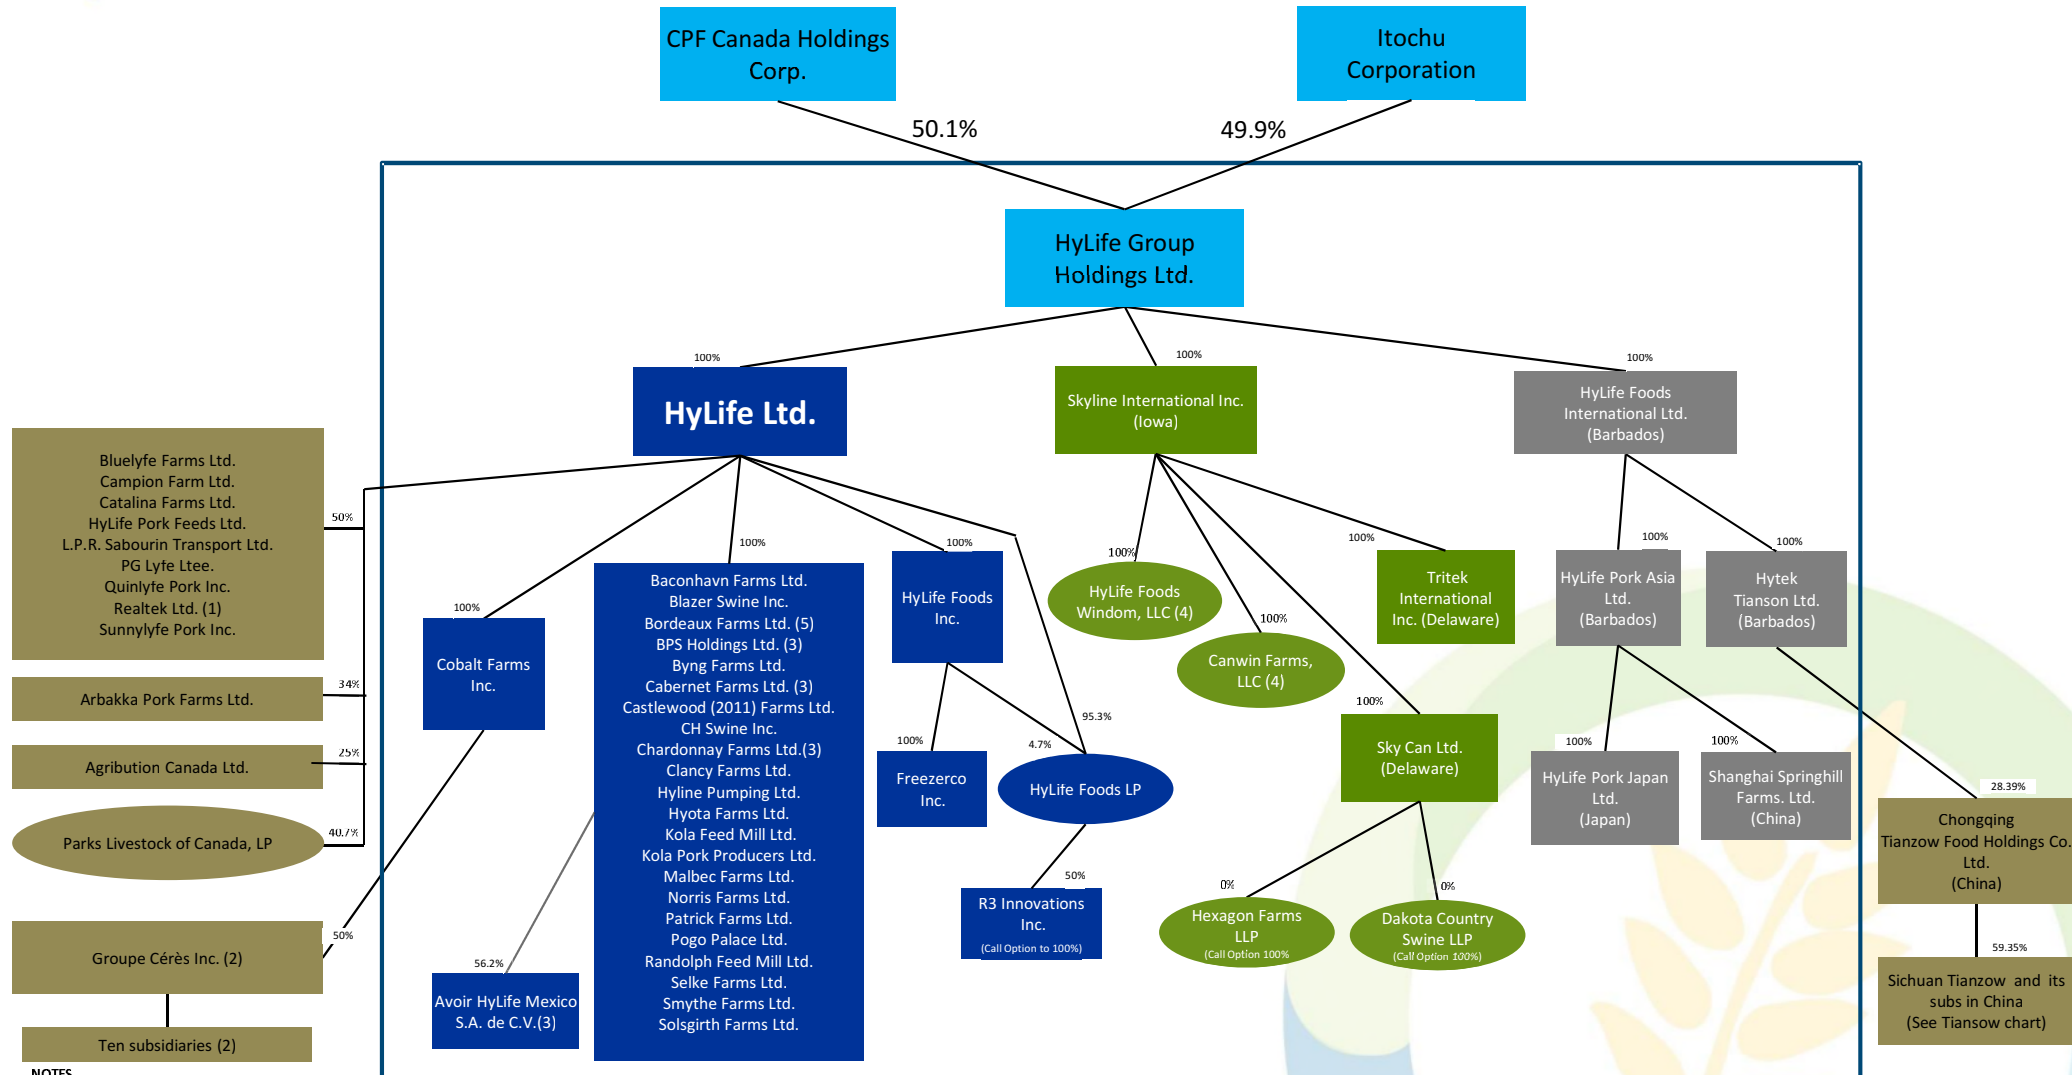 CPF Canada Holdings
Corp.
Itochu
Corporation
50.1%
49.9%
HyLife Group
Holdings Ltd.
100%
100%
100%
HyLife Ltd.
Skyline International Inc.
(Iowa)
HyLife Foods
International Ltd.
(Barbados)
Bluelyfe Farms Ltd.
Campion Farm Ltd.
Catalina Farms Ltd.
HyLife Pork Feeds Ltd.
L.P.R. Sabourin Transport Ltd.
PG Lyfe Ltee.
Quinlyfe Pork Inc.
Realtek Ltd. (1)
Sunnylyfe Pork Inc.
50%
Arbakka Pork Farms Ltd.
34%
Agribution Canada Ltd.
25%
Parks Livestock of Canada, LP
40.7%
Groupe Cérès Inc. (2)
50%
Ten subsidiaries (2)
NOTES
100%
Cobalt Farms
Inc.
100%
Baconhavn Farms Ltd.
Blazer Swine Inc.
Bordeaux Farms Ltd. (5)
BPS Holdings Ltd. (3)
Byng Farms Ltd.
Cabernet Farms Ltd. (3)
Castlewood (2011) Farms Ltd.
CH Swine Inc.
Chardonnay Farms Ltd.(3)
Clancy Farms Ltd.
Hyline Pumping Ltd.
Hyota Farms Ltd.
Kola Feed Mill Ltd.
Kola Pork Producers Ltd.
Malbec Farms Ltd.
Norris Farms Ltd.
Patrick Farms Ltd.
Pogo Palace Ltd.
Randolph Feed Mill Ltd.
Selke Farms Ltd.
Smythe Farms Ltd.
Solsgirth Farms Ltd.
56.2%
Avoir HyLife Mexico
S.A. de C.V.(3)
100%
HyLife Foods
Inc.
100%
Freezerco
Inc.
4.7%
95.3%
HyLife Foods LP
50%
R3 Innovations
Inc.
(Call Option to 100%)
100%
HyLife Foods
Windom, LLC (4)
100%
Canwin Farms,
LLC (4)
100%
Tritek
International
Inc. (Delaware)
100%
Sky Can Ltd.
(Delaware)
0%
Hexagon Farms
LLP
(Call Option 100%
0%
Dakota Country
Swine LLP
(Call Option 100%)
100%
HyLife Pork Asia
Ltd.
(Barbados)
100%
Hytek
Tianson Ltd.
(Barbados)
100%
HyLife Pork Japan
Ltd.
(Japan)
100%
Shanghai Springhill
Farms. Ltd.
(China)
28.39%
Chongqing
Tianzow Food Holdings Co.
Ltd.
(China)
59.35%
Sichuan Tianzow and its
subs in China
(See Tiansow chart)